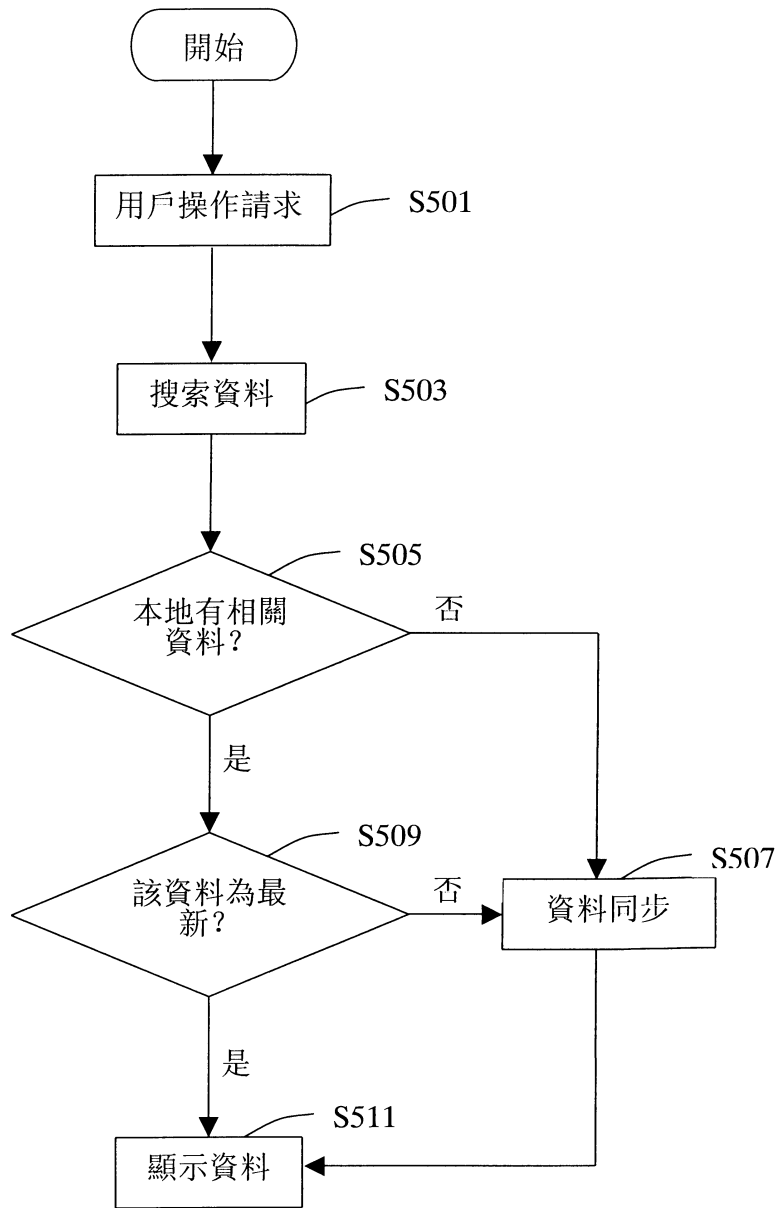 開始
用戶操作請求
S501
搜索資料
S503
S505
本地有相關
資料？
否
是
S509
該資料為最
新？
否
S507
資料同步
是
S511
顯示資料